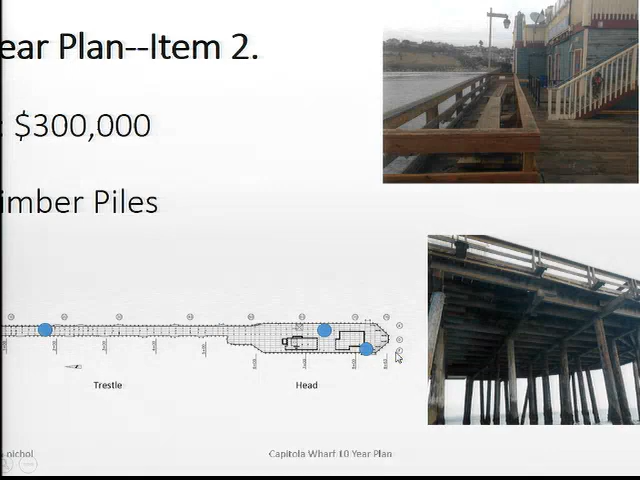 ear Plan--Item 2.
: $300,000
imber Piles
Trestle
Head
nichol
Capitola Wharf 10 Year Plan